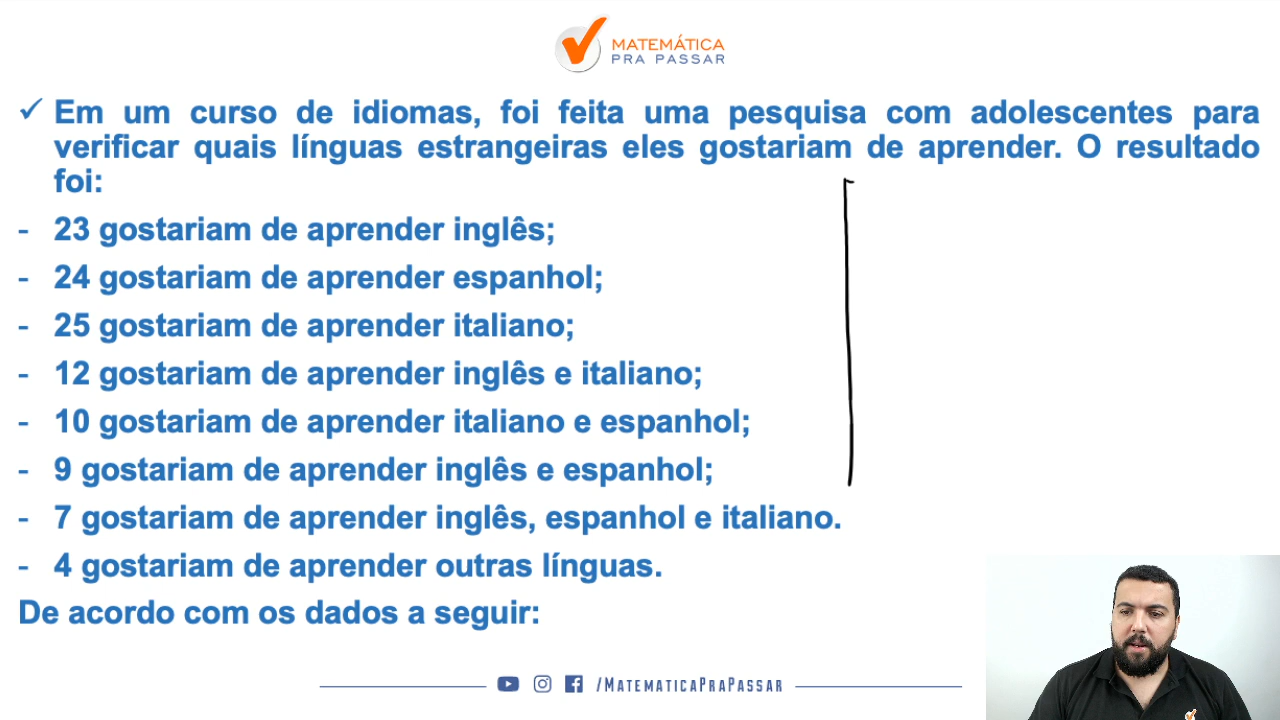 MATEMÁTICA
PRA PASSAR
✓ Em um curso de idiomas, foi feita uma pesquisa com adolescentes para
verificar quais línguas estrangeiras eles gostariam de aprender. O resultado
foi:
- 23 gostariam de aprender inglês;
- 24 gostariam de aprender espanhol;
- 25 gostariam de aprender italiano;
- 12 gostariam de aprender inglês e italiano;
- 10 gostariam de aprender italiano e espanhol;
- 9 gostariam de aprender inglês e espanhol;
- 7 gostariam de aprender inglês, espanhol e italiano.
- 4 gostariam de aprender outras línguas.
De acordo com os dados a seguir:
/MATEMATICAPRAPASSAR